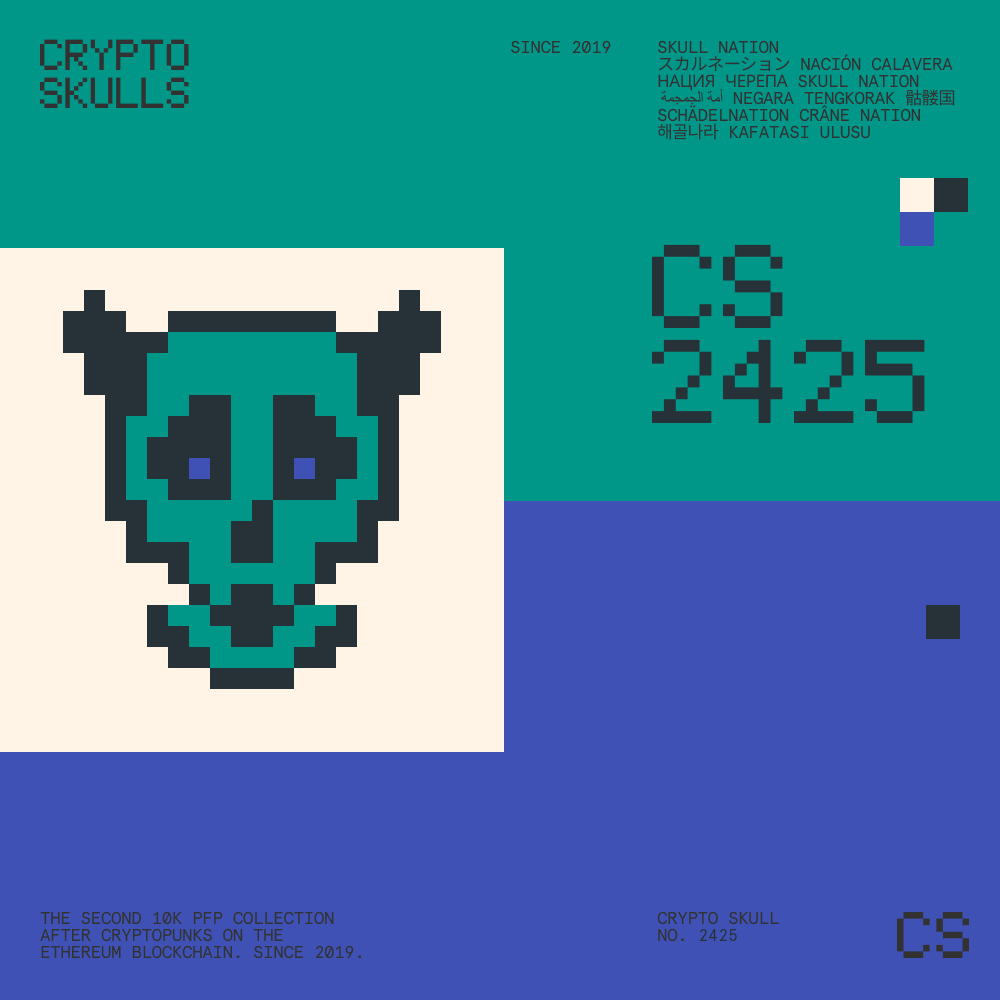 CRYPTO
SKULLS
SINCE 2019
SKULL NATION
スカルネーション NACIÓN CALAVERA
НАЦИЯ ЧЕРЕПА SKULL NATION
أمة الجمجمة NEGARA TENGKORAK 骷髅国
SCHÄDELNATION CRÂNE NATION
해골나라 KAFATASI ULUSU
CS
2425
THE SECOND 10K PFP COLLECTION
AFTER CRYPTOPUNKS ON THE
ETHEREUM BLOCKCHAIN. SINCE 2019.
CRYPTO SKULL
NO. 2425
CS